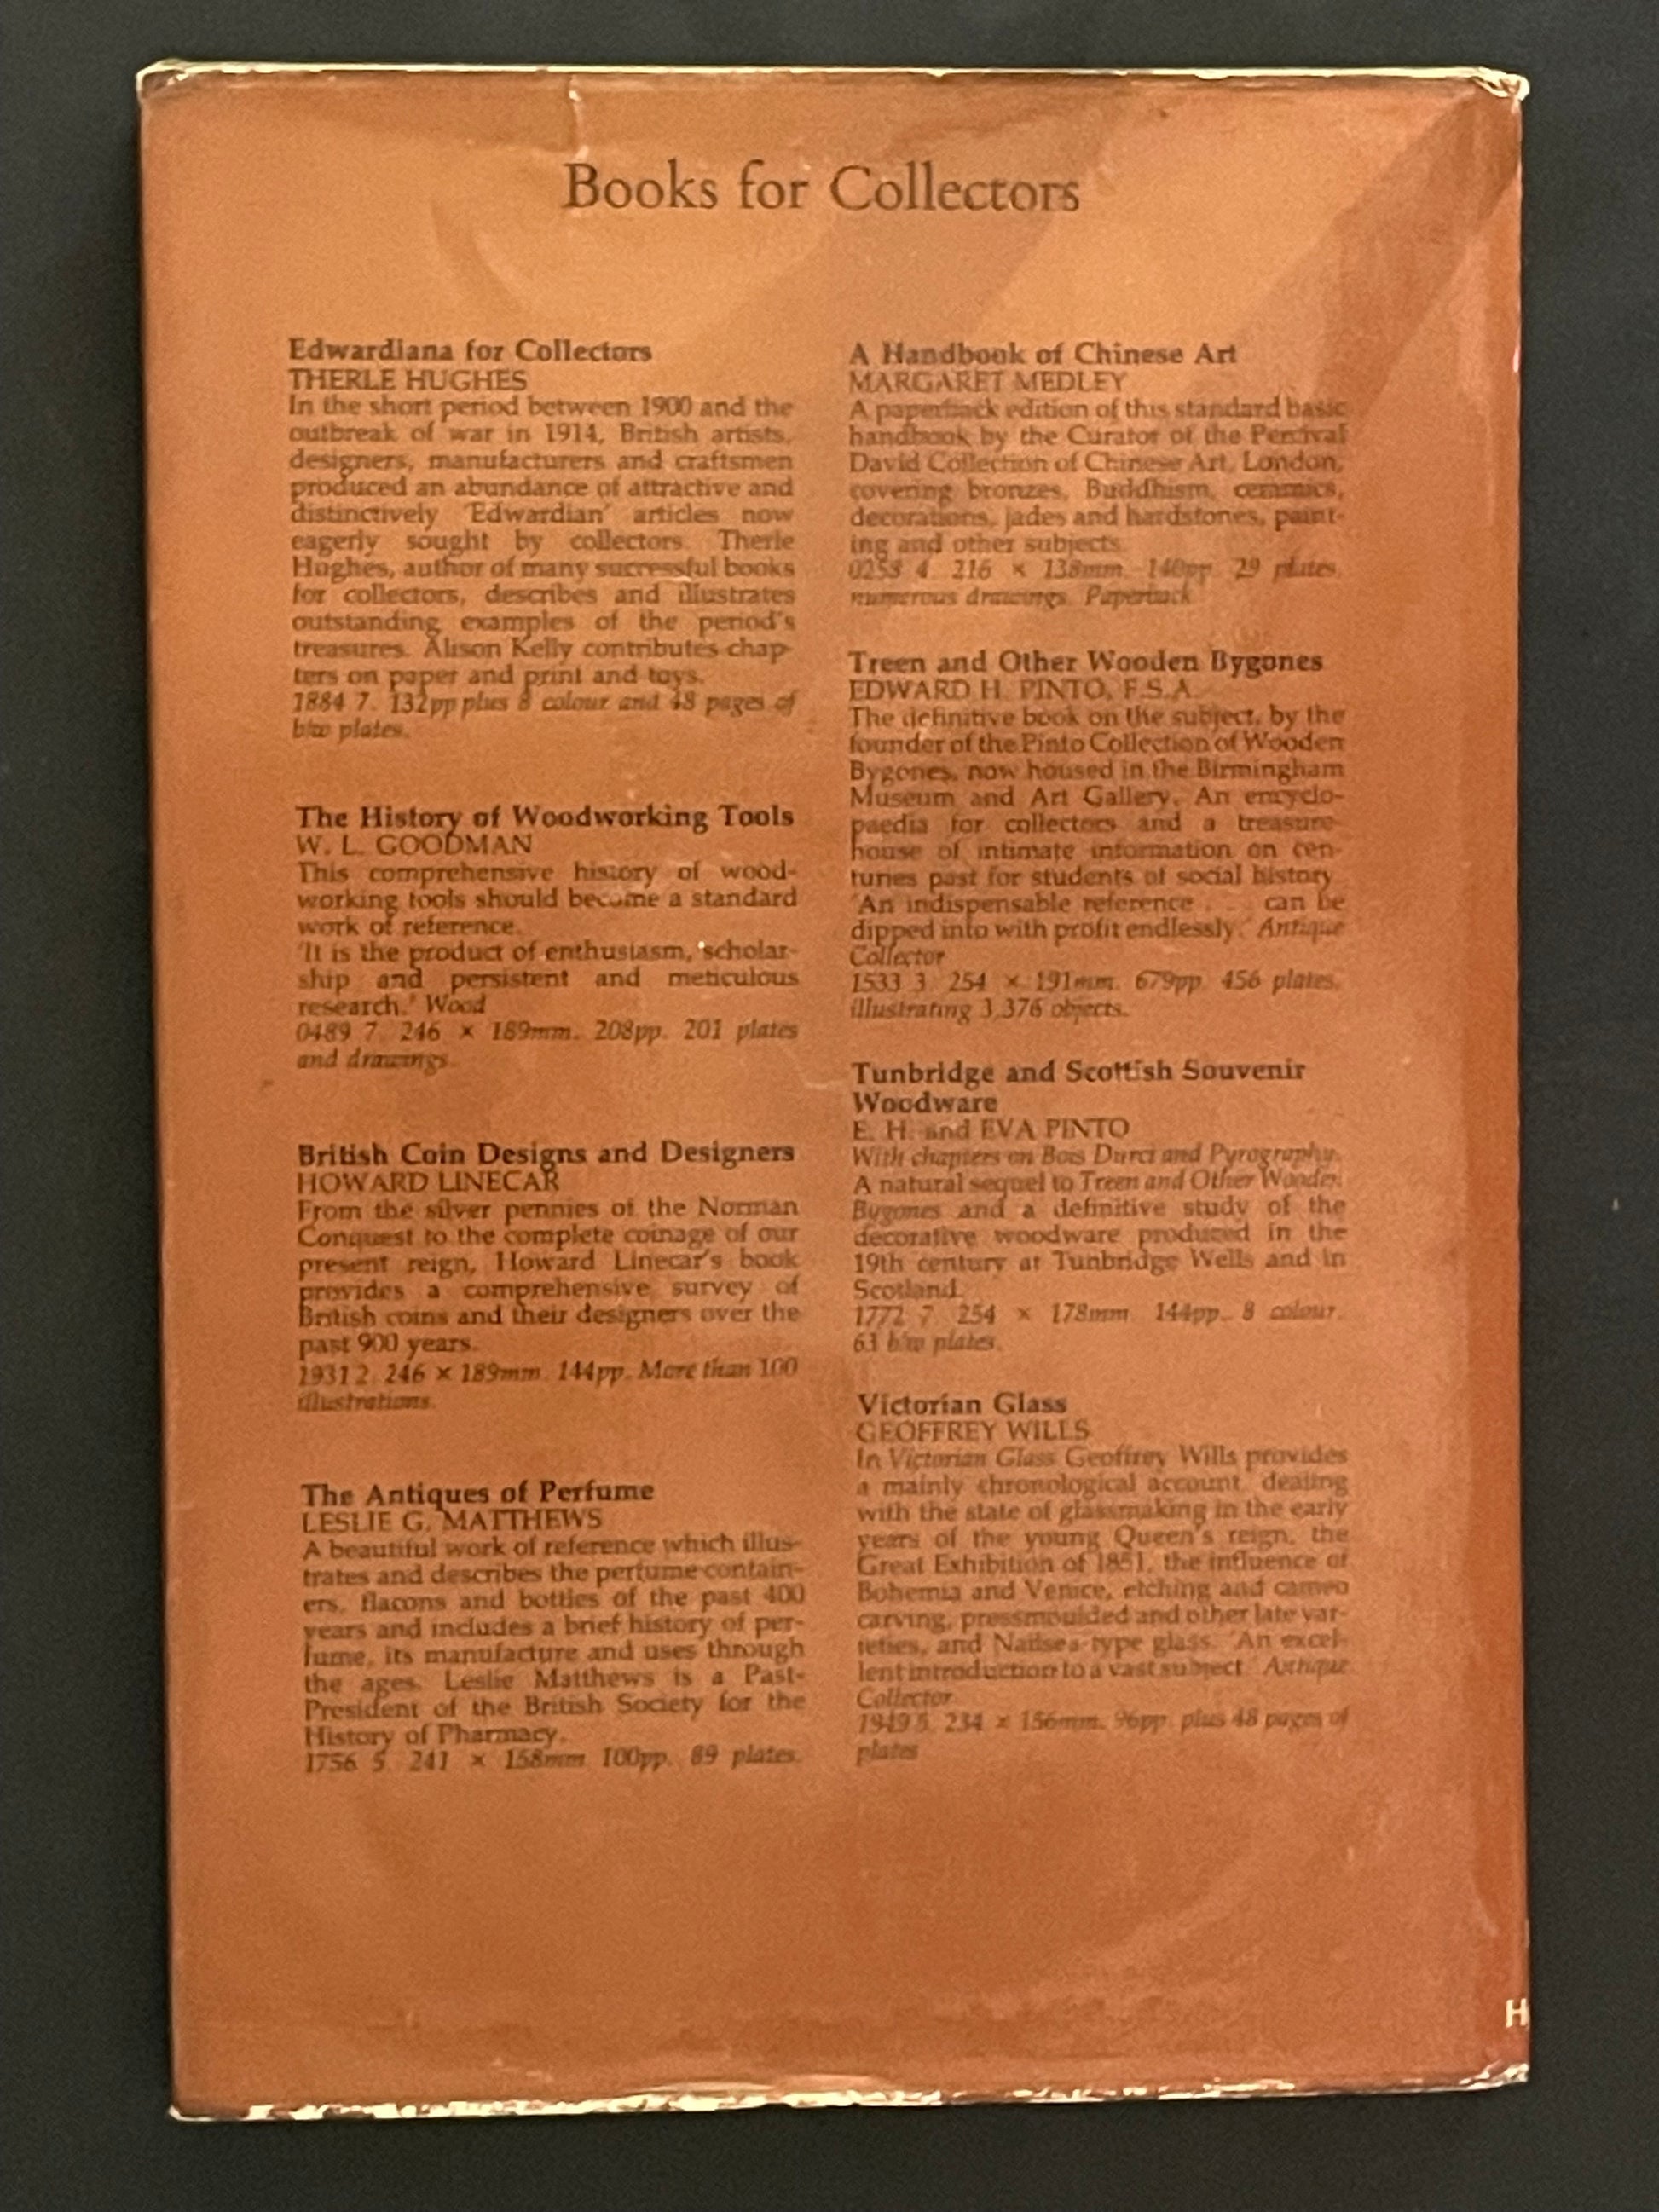 Books for Collectors
Edwardiana for Collectors
THERLE HUGHES
In the short period between 1900 and the
outbreak of war in 1914, British artists,
designers, manufacturers and craftsmen
produced an abundance of attractive and
distinctively 'Edwardian' articles now
eagerly sought by collectors. Therle
Hughes, author of many successful books
for collectors, describes and illustrates
outstanding examples of the period's
treasures. Alison Kelly contributes chap-
ters on paper and print and toys.
1884 7. 132pp plus 8 colour and 48 pages of
b/w plates.
The History of Woodworking Tools
W. L. GOODMAN
This comprehensive history of wood-
working tools should become a standard
work of reference.
'It is the product of enthusiasm, scholar-
ship and persistent and meticulous
research.' Wood
0489 7. 246 × 189mm. 208pp. 201 plates
and drawings.
British Coin Designs and Designers
HOWARD LINECAR
From the silver pennies of the Norman
Conquest to the complete coinage of our
present reign, Howard Linecar's book
provides a comprehensive survey of
British coins and their designers over the
past 900 years.
1931 2. 246 × 189mm. 144pp. More than 100
illustrations.
The Antiques of Perfume
LESLIE G. MATTHEWS
A beautiful work of reference which illus-
trates and describes the perfume contain-
ers, flacons and bottles of the past 400
years and includes a brief history of per-
fume, its manufacture and uses through
the ages. Leslie Matthews is a Past-
President of the British Society for the
History of Pharmacy.
1756 5. 241 × 158mm 100pp. 89 plates.
A Handbook of Chinese Art
MARGARET MEDLEY
A paperback edition of this standard basic
handbook by the Curator of the Percival
David Collection of Chinese Art, London,
covering bronzes, Buddhism, ceramics,
decorations, jades and hardstones, paint-
ing and other subjects.
0258 4. 216 × 138mm. 140pp. 29 plates,
numerous drawings. Paperback
Treen and Other Wooden Bygones
EDWARD H. PINTO, F.S.A.
The definitive book on the subject, by the
founder of the Pinto Collection of Wooden
Bygones, now housed in the Birmingham
Museum and Art Gallery. An encyclo-
paedia for collectors and a treasure-
house of intimate information on cen-
turies past for students of social history.
'An indispensable reference . . . can be
dipped into with profit endlessly.' Antique
Collector
1533 3. 254 × 191mm. 679pp. 456 plates,
illustrating 3,376 objects.
Tunbridge and Scottish Souvenir
Woodware
E. H. and EVA PINTO
With chapters on Bois Durci and Pyrography.
A natural sequel to Treen and Other Wooden
Bygones and a definitive study of the
decorative woodware produced in the
19th century at Tunbridge Wells and in
Scotland.
1772 7. 254 × 178mm. 144pp. 8 colour,
63 b/w plates.
Victorian Glass
GEOFFREY WILLS
In Victorian Glass Geoffrey Wills provides
a mainly chronological account, dealing
with the state of glassmaking in the early
years of the young Queen's reign, the
Great Exhibition of 1851, the influence of
Bohemia and Venice, etching and cameo
carving, pressmoulded and other late var-
ieties, and Nailsea-type glass. 'An excel-
lent introduction to a vast subject.' Antique
Collector
1949 5. 234 × 156mm. 96pp. plus 48 pages of
plates
H